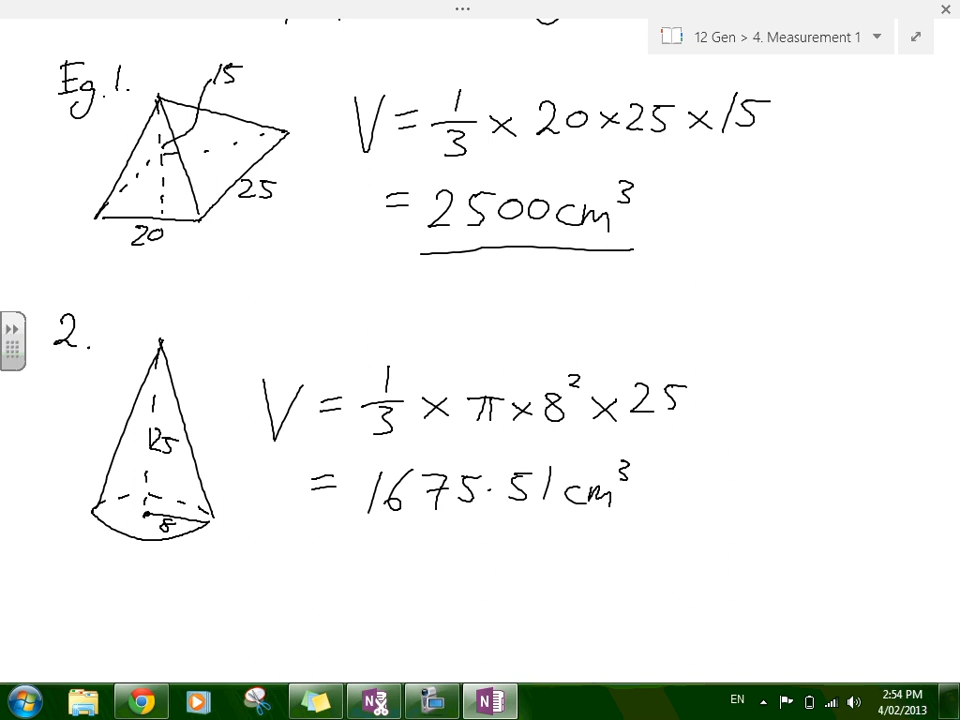 12 Gen > 4. Measurement 1
Eg. 1.
15
25
20
V = 1/3 × 20 × 25 × 15
= 2500cm³
2.
25
8
V = 1/3 × π × 8² × 25
= 1675.51 cm³
EN
2:54 PM
4/02/2013